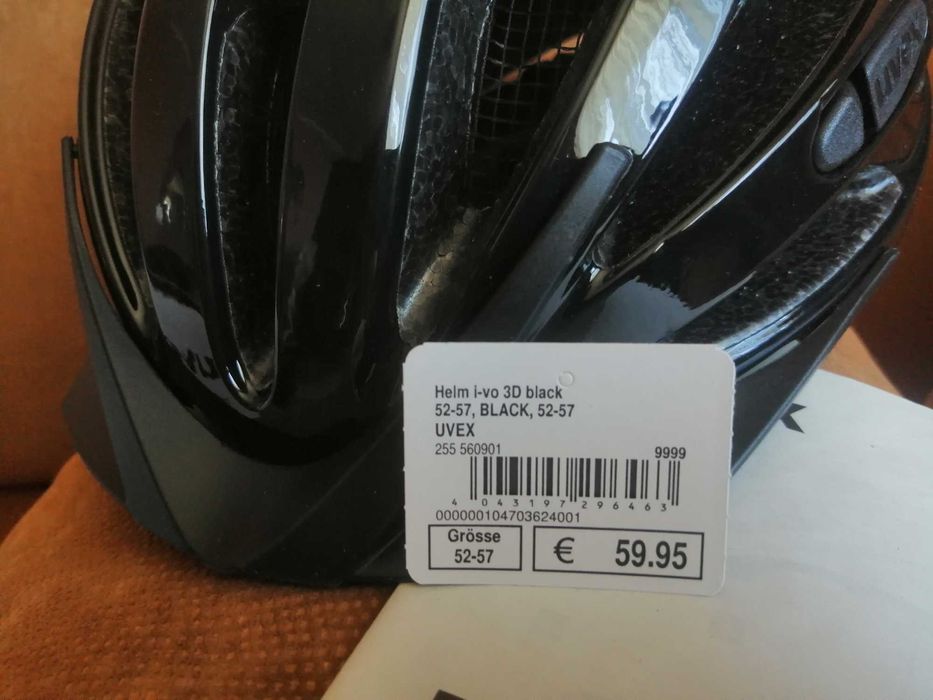 uvex
Helm i-vo 3D black
52-57, BLACK, 52-57
UVEX
255 560901
9999
4 043197 296463
000000104703624001
Grösse
52-57
€ 59.95